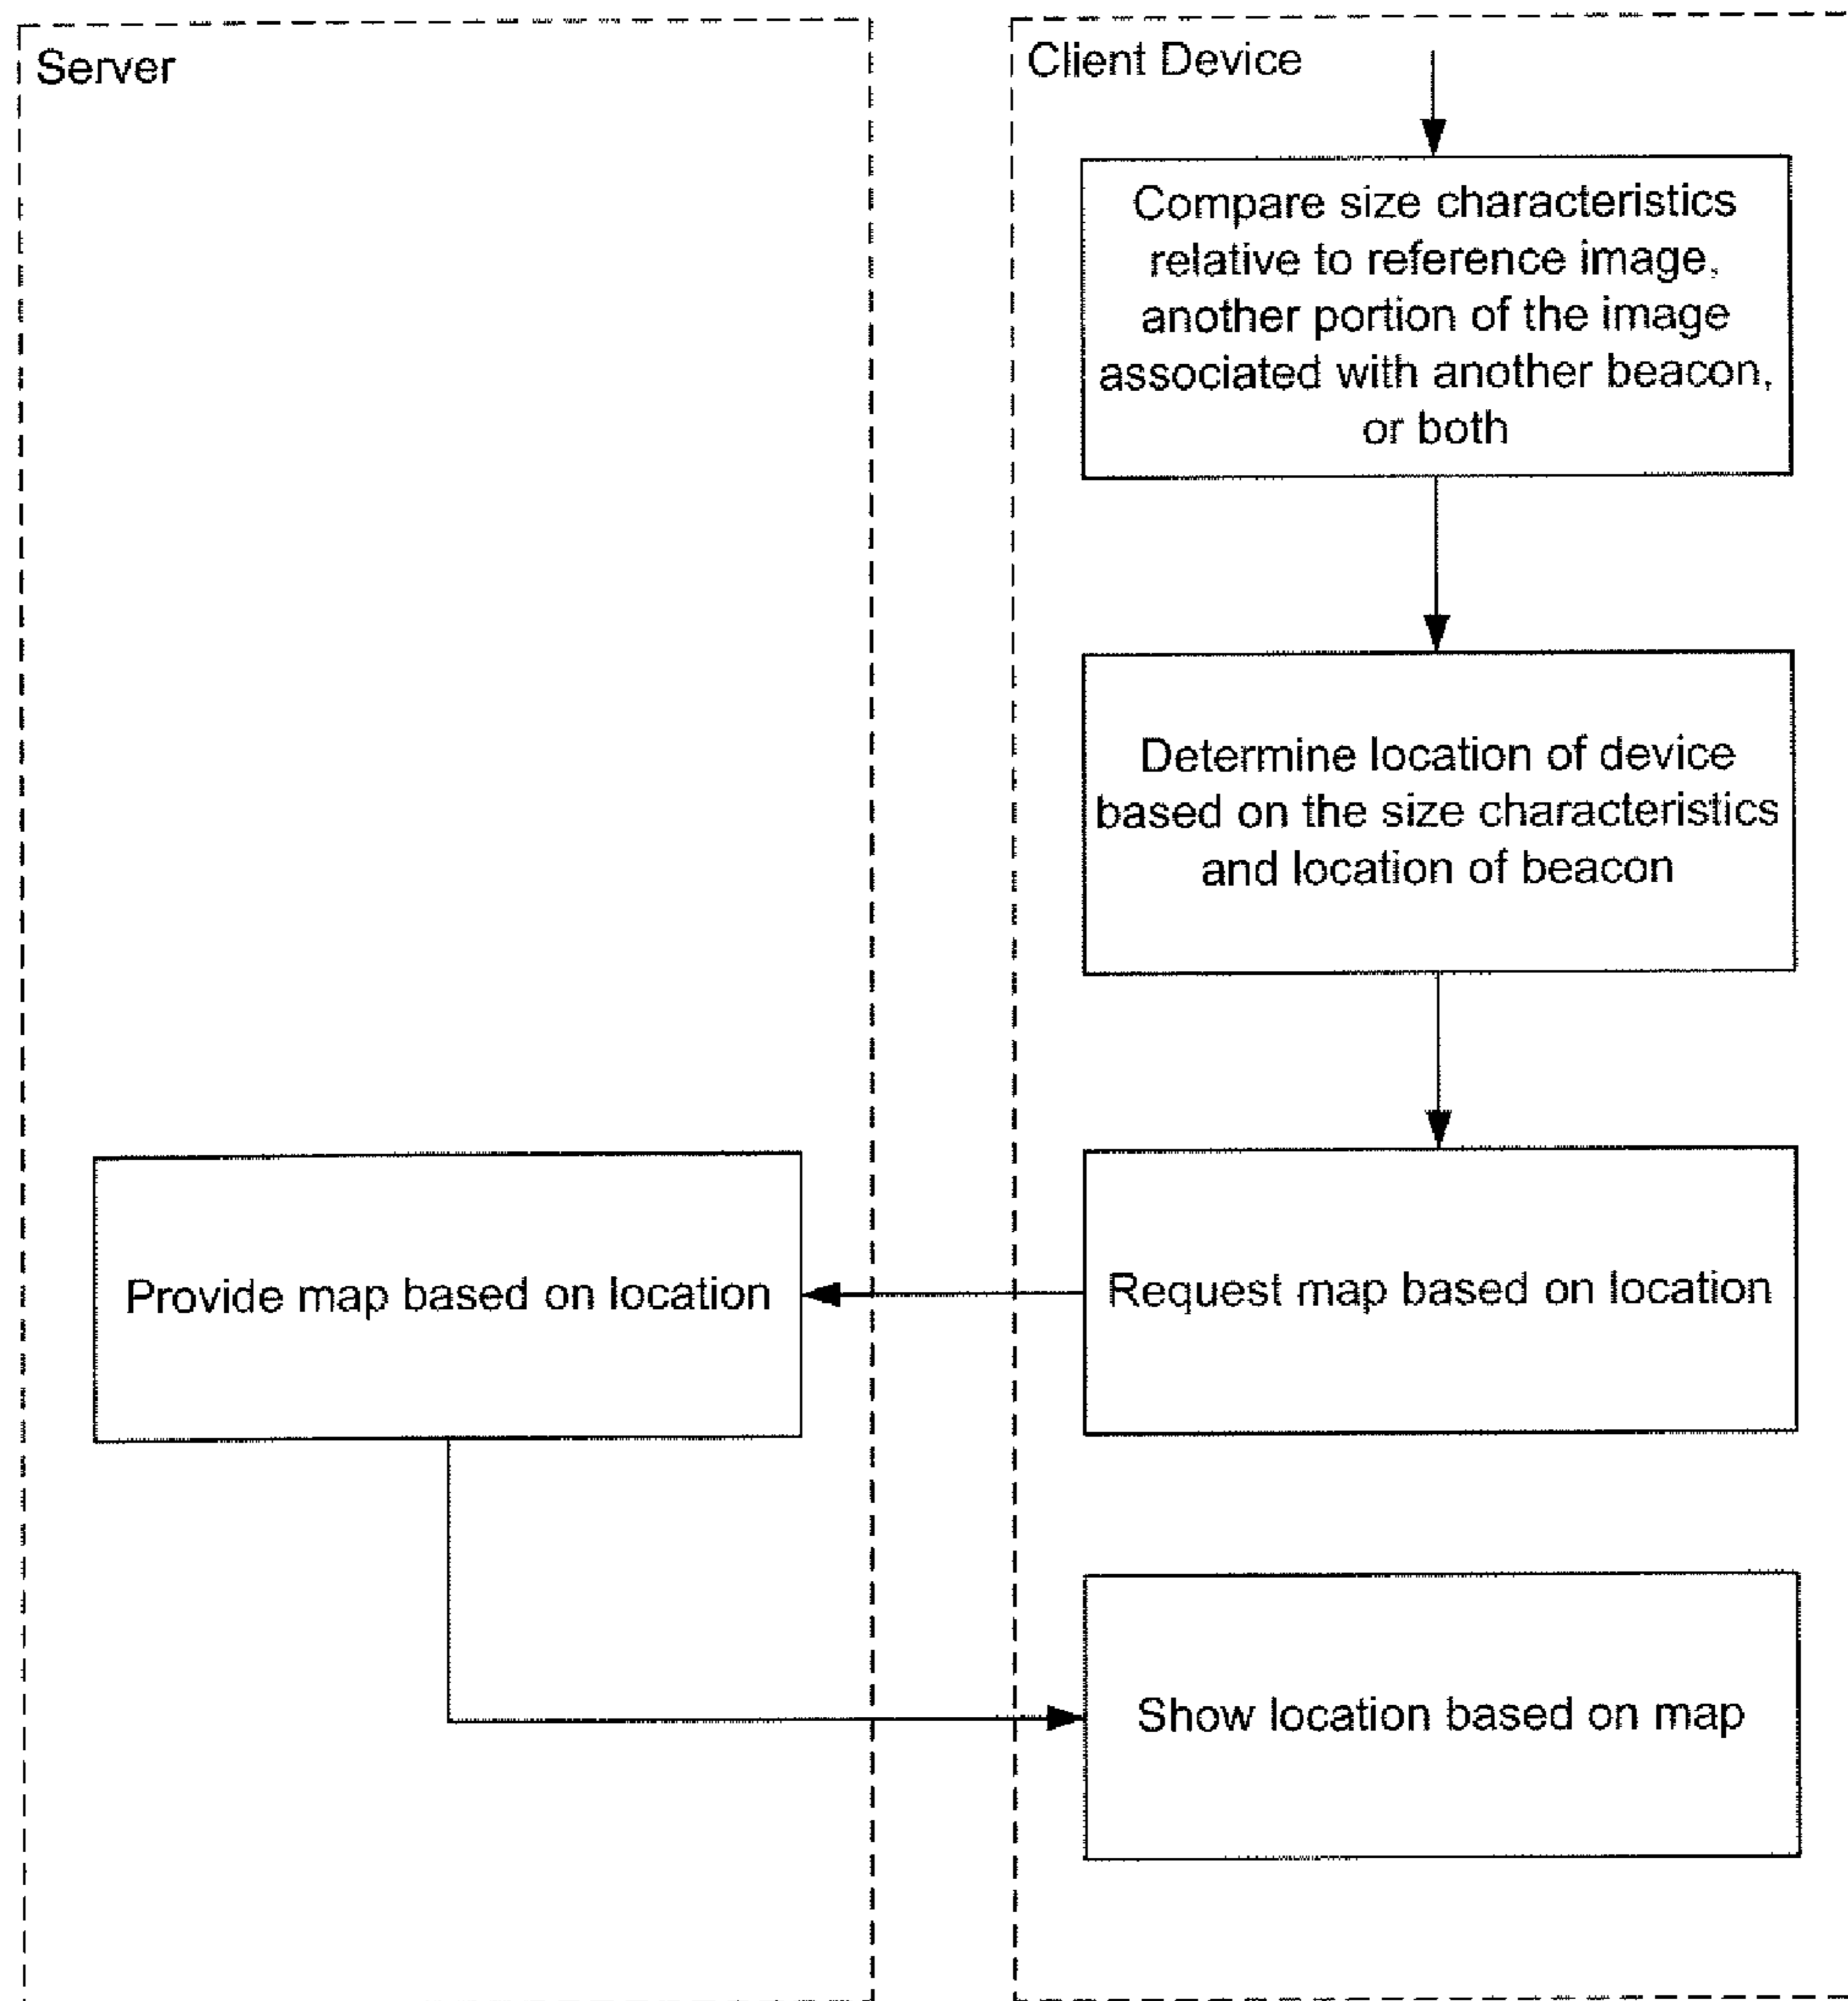 Server
Client Device
Compare size characteristics
relative to reference image,
another portion of the image
associated with another beacon,
or both
Determine location of device
based on the size characteristics
and location of beacon
Provide map based on location
Request map based on location
Show location based on map